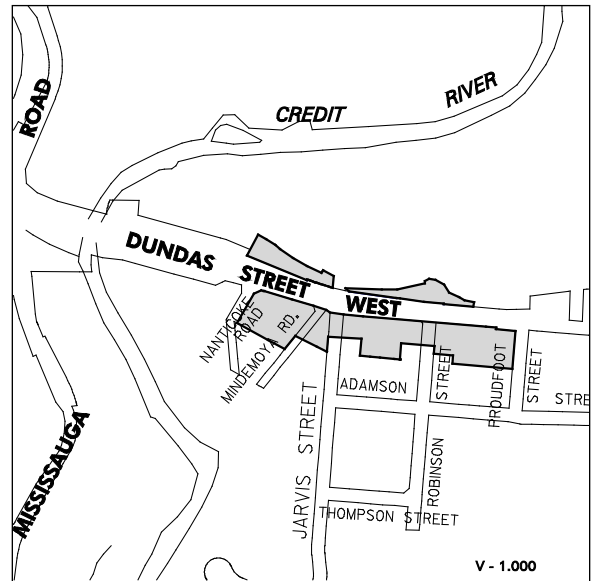 ROAD
CREDIT RIVER
DUNDAS STREET WEST
NANTICOKE ROAD
MINDEMOYA RD.
ADAMSON STREET
PROUDFOOT STREET
STRE
MISSISSAUGA
JARVIS STREET
ROBINSON
THOMPSON STREET
V - 1.000